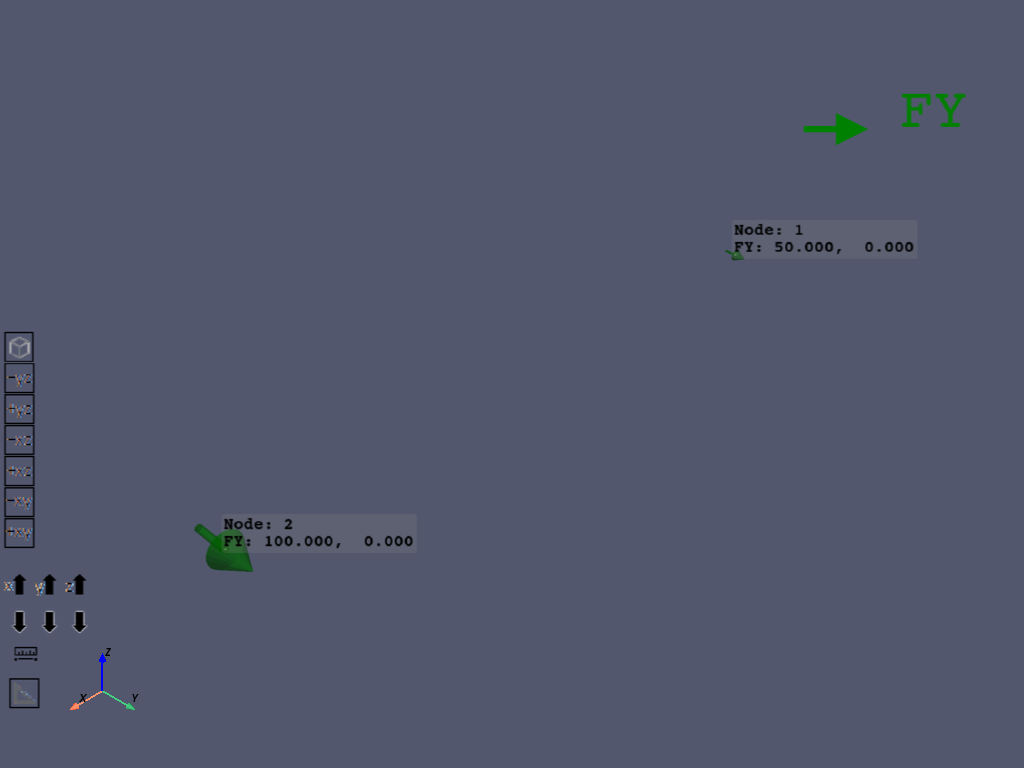 FY
Node: 1
FY: 50.000,  0.000
-yz
+yz
-xz
+xz
-xy
+xy
Node: 2
FY: 100.000,  0.000
x y z
Z
X Y